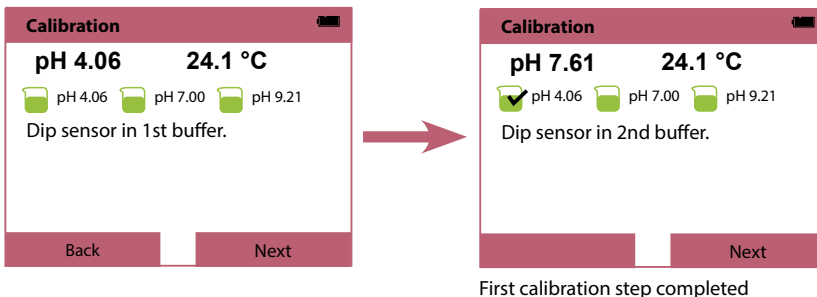 Calibration
pH 4.06 24.1 °C
pH 4.06 pH 7.00 pH 9.21
Dip sensor in 1st buffer.
Back Next
Calibration
pH 7.61 24.1 °C
pH 4.06 pH 7.00 pH 9.21
Dip sensor in 2nd buffer.
Next
First calibration step completed